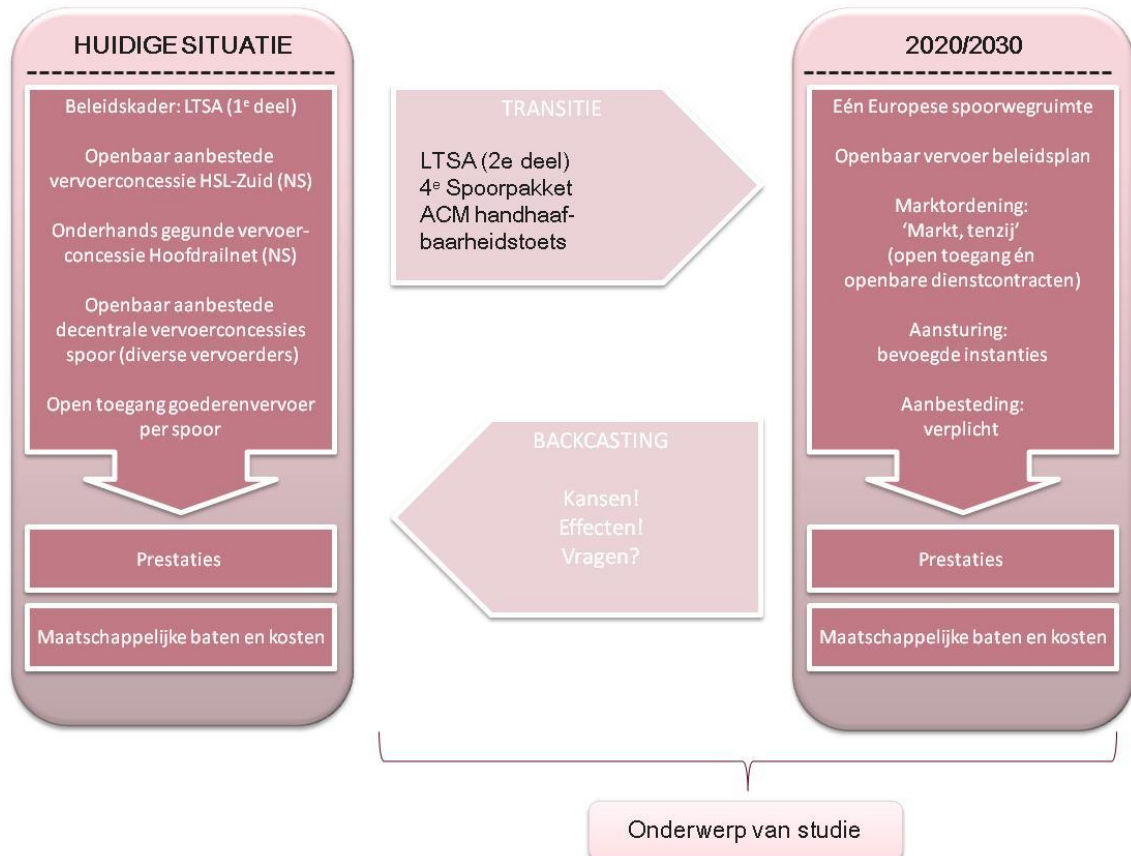 HUIDIGE SITUATIE
Beleidskader: LTSA (1e deel)
Openbaar aanbestede
vervoerconcessie HSL-Zuid (NS)
Onderhands gegunde vervoer-
concessie Hoofdrailnet (NS)
Openbaar aanbestede
decentrale vervoerconcessies
spoor (diverse vervoerders)
Open toegang goederenvervoer
per spoor
Prestaties
Maatschappelijke baten en kosten
TRANSITIE
LTSA (2e deel)
4e Spoorpakket
ACM handhaaf-
baarheidstoets
BACKCASTING
Kansen!
Effecten!
Vragen?
2020/2030
Eén Europese spoorwegruimte
Openbaar vervoer beleidsplan
Marktordening:
'Markt, tenzij'
(open toegang én
openbare dienstcontracten)
Aansturing:
bevoegde instanties
Aanbesteding:
verplicht
Prestaties
Maatschappelijke baten en kosten
Onderwerp van studie